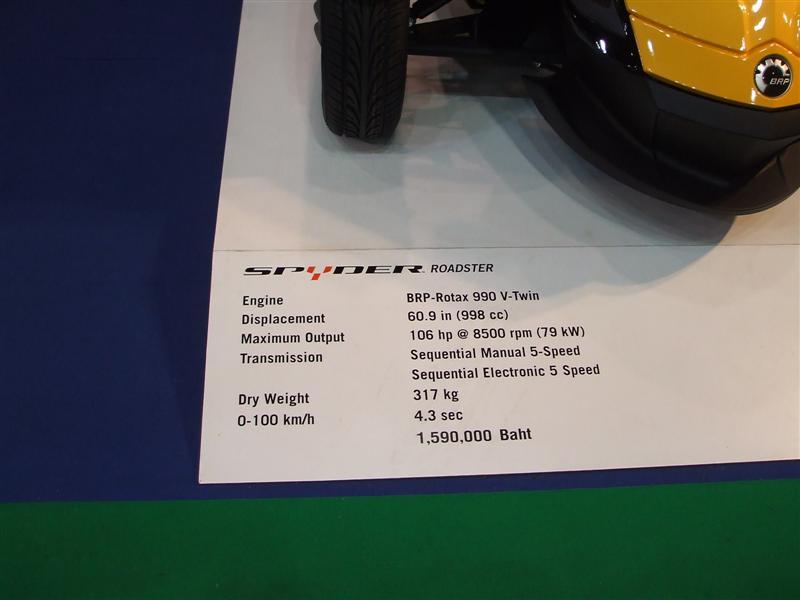 BRP
SPYDER ROADSTER
Engine BRP-Rotax 990 V-Twin
Displacement 60.9 in (998 cc)
Maximum Output 106 hp @ 8500 rpm (79 kW)
Transmission Sequential Manual 5-Speed
Sequential Electronic 5 Speed
Dry Weight 317 kg
0-100 km/h 4.3 sec
1,590,000 Baht